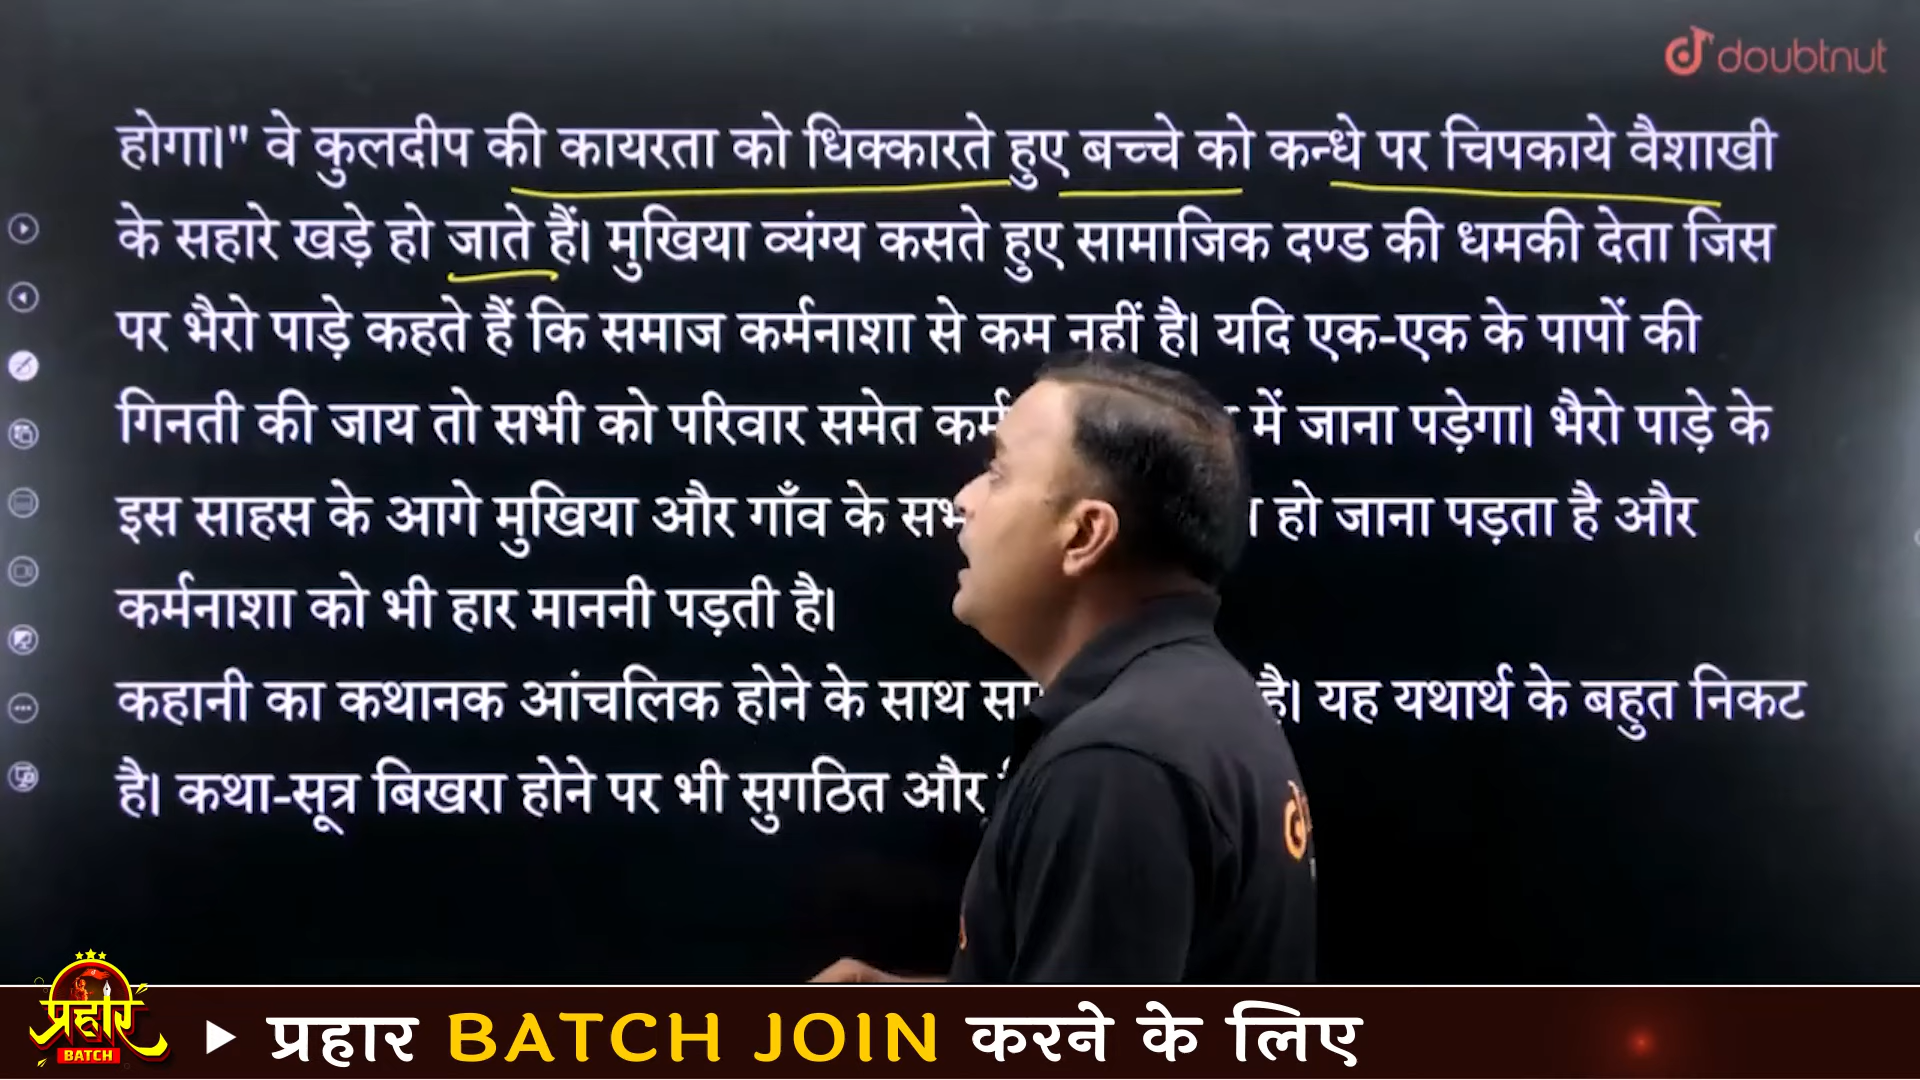 doubtnut
होगा।" वे कुलदीप की कायरता को धिक्कारते हुए बच्चे को कन्धे पर चिपकाये वैशाखी
के सहारे खड़े हो जाते हैं। मुखिया व्यंग्य कसते हुए सामाजिक दण्ड की धमकी देता जिस
पर भैरो पाड़े कहते हैं कि समाज कर्मनाशा से कम नहीं है। यदि एक-एक के पापों की
गिनती की जाय तो सभी को परिवार समेत में जाना पड़ेगा। भैरो पाड़े के
इस साहस के आगे मुखिया और गाँव के हो जाना पड़ता है और
कर्मनाशा को भी हार माननी पड़ती है।
कहानी का कथानक आंचलिक होने के साथ है। यह यथार्थ के बहुत निकट
है। कथा-सूत्र बिखरा होने पर भी सुगठित और
प्रहार
BATCH
प्रहार BATCH JOIN करने के लिए